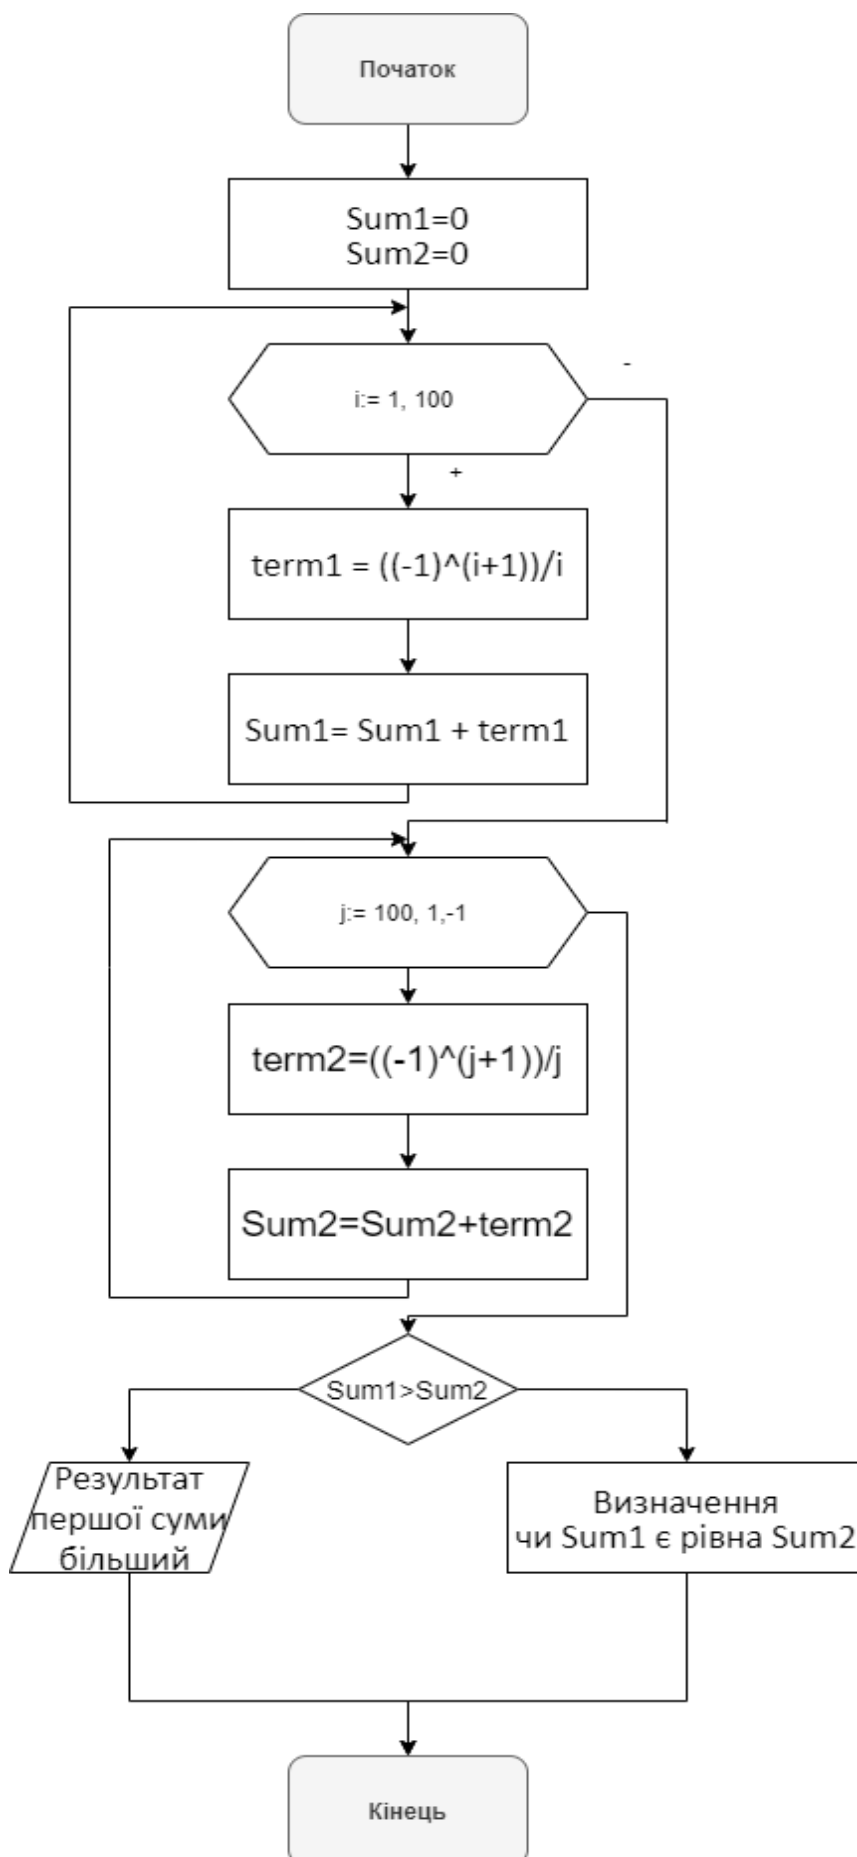 Початок
Sum1=0
Sum2=0
i:= 1, 100
-
+
term1 = ((-1)^(i+1))/i
Sum1= Sum1 + term1
j:= 100, 1,-1
term2=((-1)^(j+1))/j
Sum2=Sum2+term2
Sum1>Sum2
Результат
першої суми
більший
Визначення
чи Sum1 є рівна Sum2
Кінець